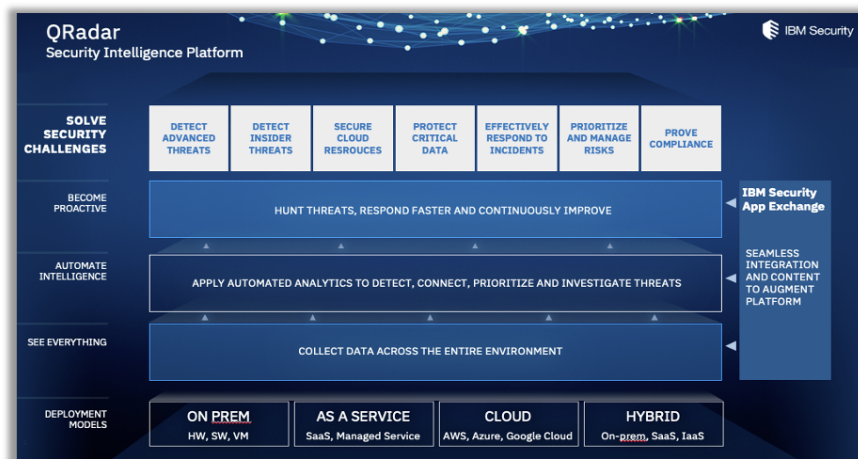 QRadar
Security Intelligence Platform
IBM Security
SOLVE
SECURITY
CHALLENGES
DETECT
ADVANCED
THREATS
DETECT
INSIDER
THREATS
SECURE
CLOUD
RESROUCES
PROTECT
CRITICAL
DATA
EFFECTIVELY
RESPOND TO
INCIDENTS
PRIORITIZE
AND MANAGE
RISKS
PROVE
COMPLIANCE
BECOME
PROACTIVE
HUNT THREATS, RESPOND FASTER AND CONTINUOUSLY IMPROVE
AUTOMATE
INTELLIGENCE
APPLY AUTOMATED ANALYTICS TO DETECT, CONNECT, PRIORITIZE AND INVESTIGATE THREATS
SEE EVERYTHING
COLLECT DATA ACROSS THE ENTIRE ENVIRONMENT
IBM Security
App Exchange
SEAMLESS
INTEGRATION
AND CONTENT
TO AUGMENT
PLATFORM
DEPLOYMENT
MODELS
ON PREM
HW, SW, VM
AS A SERVICE
SaaS, Managed Service
CLOUD
AWS, Azure, Google Cloud
HYBRID
On-prem, SaaS, IaaS